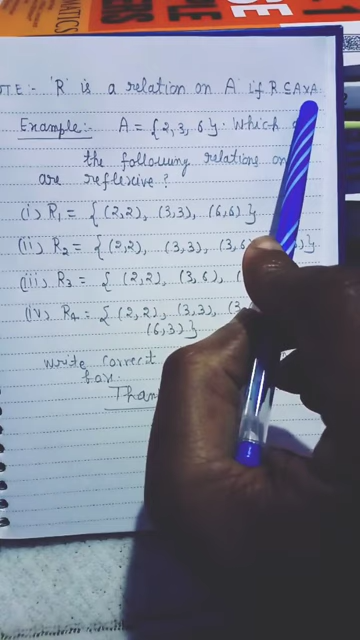 TE:- 'R' is a relation on A if R ⊆ A×A.
Example:- A = {2, 3, 6}. Which
the following relations on
are reflexive?
(i) R₁ = {(2,2), (3,3), (6,6)}
(ii) R₂ = {(2,2), (3,3), (3,6) )}
(iii) R₃ = {(2,2), (3,6),
(iv) R₄ = {(2,2), (3,3),
(6,3)}
write correct
Than